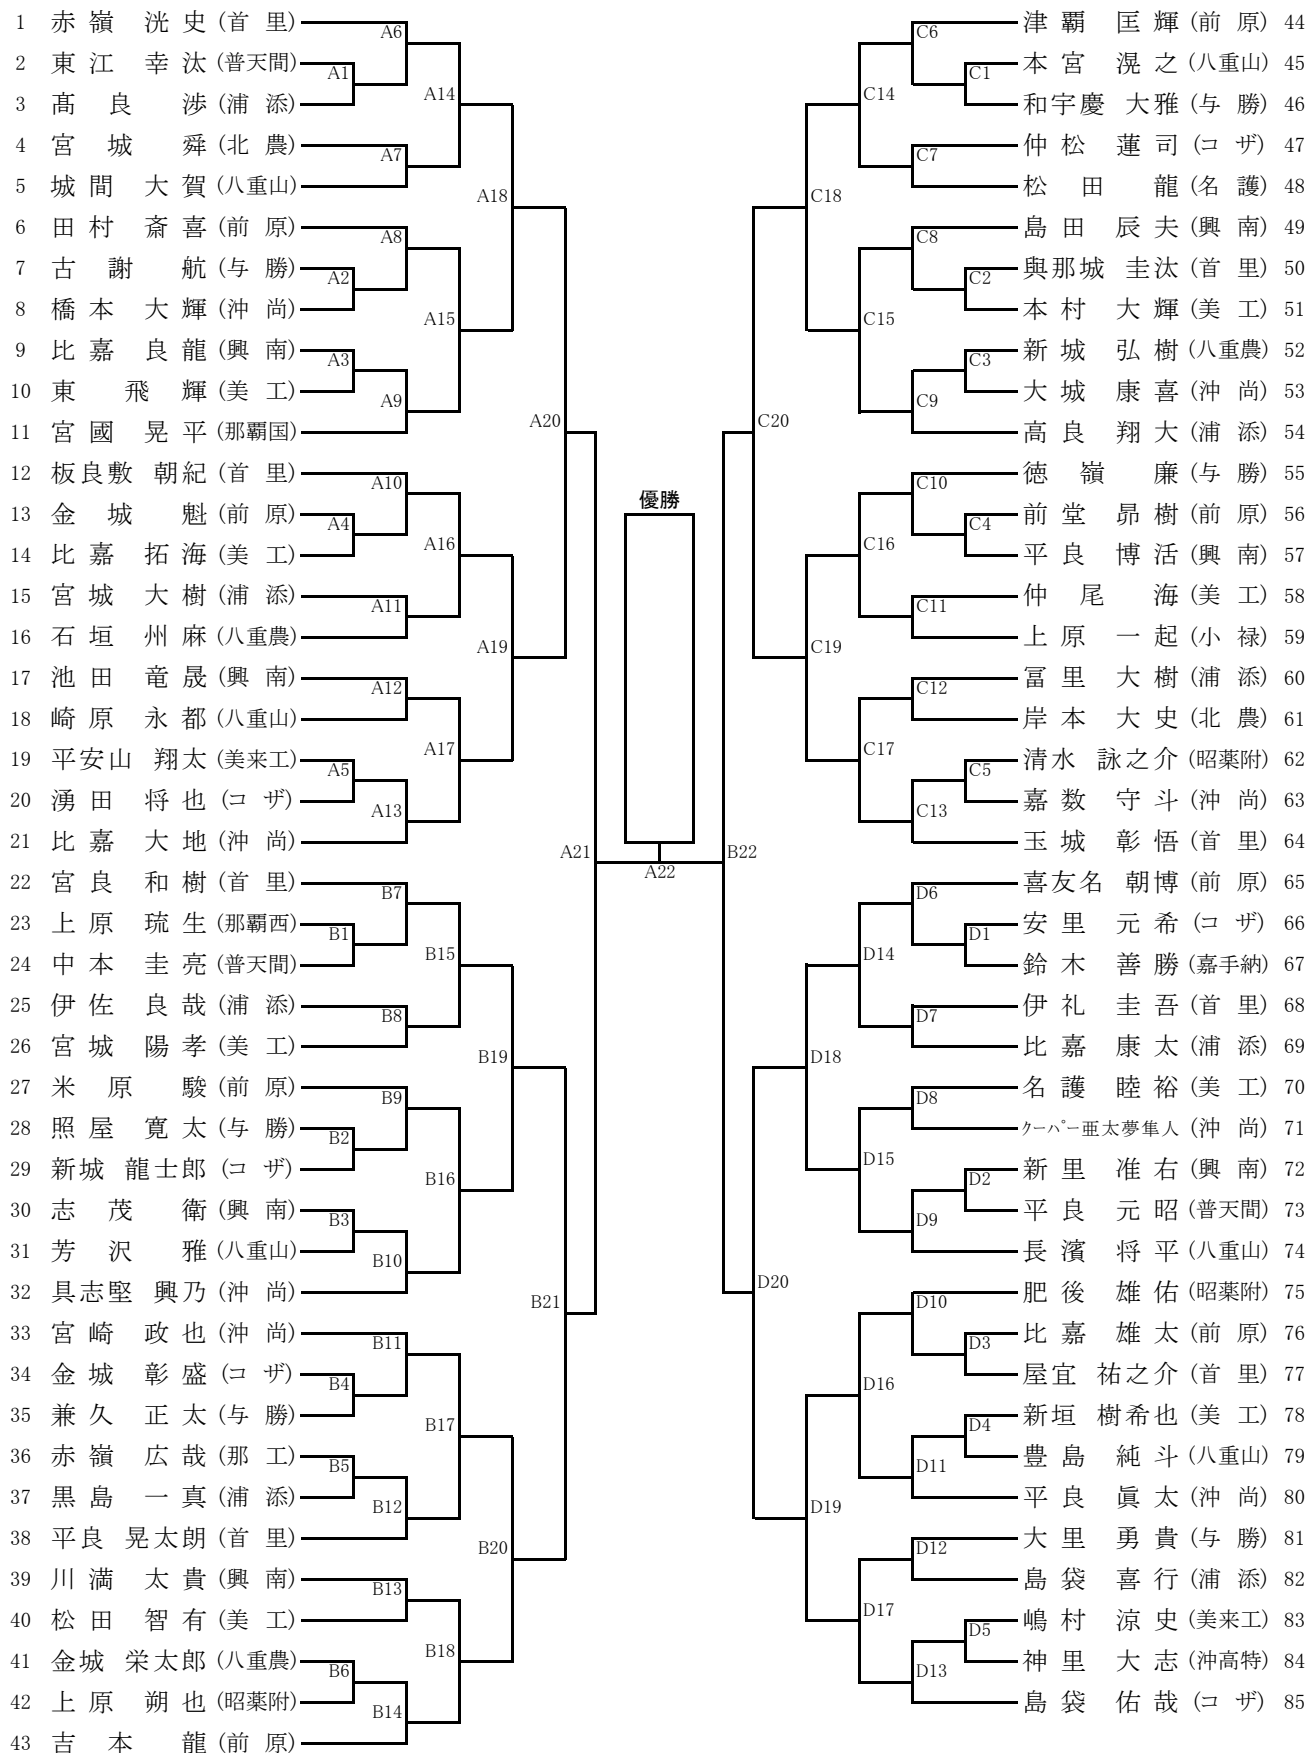 1 赤嶺 洸史 (首里)
2 東江 幸汰 (普天間)
3 髙良 渉 (浦添)
4 宮城 舜 (北農)
5 城間 大賀 (八重山)
6 田村 斎喜 (前原)
7 古謝 航 (与勝)
8 橋本 大輝 (沖尚)
9 比嘉 良龍 (興南)
10 東 飛輝 (美工)
11 宮國 晃平 (那覇国)
12 板良敷 朝紀 (首里)
13 金城 魁 (前原)
14 比嘉 拓海 (美工)
15 宮城 大樹 (浦添)
16 石垣 州麻 (八重農)
17 池田 竜晟 (興南)
18 崎原 永都 (八重山)
19 平安山 翔太 (美来工)
20 湧田 将也 (コザ)
21 比嘉 大地 (沖尚)
22 宮良 和樹 (首里)
23 上原 琉生 (那覇西)
24 中本 圭亮 (普天間)
25 伊佐 良哉 (浦添)
26 宮城 陽孝 (美工)
27 米原 駿 (前原)
28 照屋 寛太 (与勝)
29 新城 龍士郎 (コザ)
30 志茂 衛 (興南)
31 芳沢 雅 (八重山)
32 具志堅 興乃 (沖尚)
33 宮崎 政也 (沖尚)
34 金城 彰盛 (コザ)
35 兼久 正太 (与勝)
36 赤嶺 広哉 (那工)
37 黒島 一真 (浦添)
38 平良 晃太朗 (首里)
39 川満 太貴 (興南)
40 松田 智有 (美工)
41 金城 栄太郎 (八重農)
42 上原 朔也 (昭薬附)
43 吉本 龍 (前原)
A1
A2
A3
A4
A5
B1
B2
B3
B4
B5
B6
A6
A7
A8
A9
A10
A11
A12
A13
B7
B8
B9
B10
B11
B12
B13
B14
A14
A15
A16
A17
B15
B16
B17
B18
A18
A19
B19
B20
A20
B21
A21
優勝
A22
B22
C20
D20
C18
C19
D18
D19
C14
C15
C16
C17
D14
D15
D16
D17
C6
C7
C8
C9
C10
C11
C12
C13
D6
D7
D8
D9
D10
D11
D12
D13
C1
C2
C3
C4
C5
D1
D2
D3
D4
D5
津覇 匡輝 (前原) 44
本宮 滉之 (八重山) 45
和宇慶 大雅 (与勝) 46
仲松 蓮司 (コザ) 47
松田 龍 (名護) 48
島田 辰夫 (興南) 49
與那城 圭汰 (首里) 50
本村 大輝 (美工) 51
新城 弘樹 (八重農) 52
大城 康喜 (沖尚) 53
高良 翔大 (浦添) 54
徳嶺 廉 (与勝) 55
前堂 昴樹 (前原) 56
平良 博活 (興南) 57
仲尾 海 (美工) 58
上原 一起 (小禄) 59
冨里 大樹 (浦添) 60
岸本 大史 (北農) 61
清水 詠之介 (昭薬附) 62
嘉数 守斗 (沖尚) 63
玉城 彰悟 (首里) 64
喜友名 朝博 (前原) 65
安里 元希 (コザ) 66
鈴木 善勝 (嘉手納) 67
伊礼 圭吾 (首里) 68
比嘉 康太 (浦添) 69
名護 睦裕 (美工) 70
クーパー亜太夢隼人 (沖尚) 71
新里 准右 (興南) 72
平良 元昭 (普天間) 73
長濱 将平 (八重山) 74
肥後 雄佑 (昭薬附) 75
比嘉 雄太 (前原) 76
屋宜 祐之介 (首里) 77
新垣 樹希也 (美工) 78
豊島 純斗 (八重山) 79
平良 眞太 (沖尚) 80
大里 勇貴 (与勝) 81
島袋 喜行 (浦添) 82
嶋村 涼史 (美来工) 83
神里 大志 (沖高特) 84
島袋 佑哉 (コザ) 85